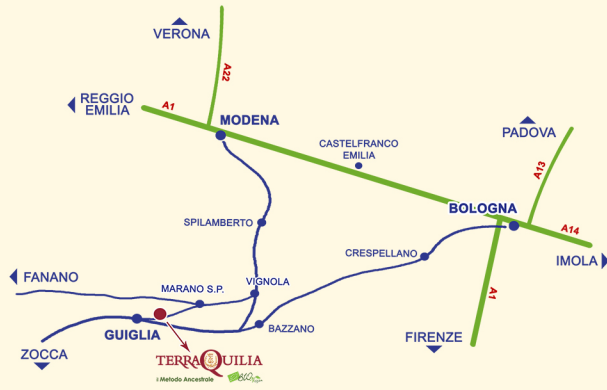 VERONA
A22
REGGIO
EMILIA
A1
MODENA
CASTELFRANCO
EMILIA
PADOVA
A13
BOLOGNA
A14
IMOLA
SPILAMBERTO
CRESPELLANO
FANANO
MARANO S.P.
VIGNOLA
A1
GUIGLIA
BAZZANO
FIRENZE
ZOCCA
TERRAQUILIA
il Metodo Ancestrale